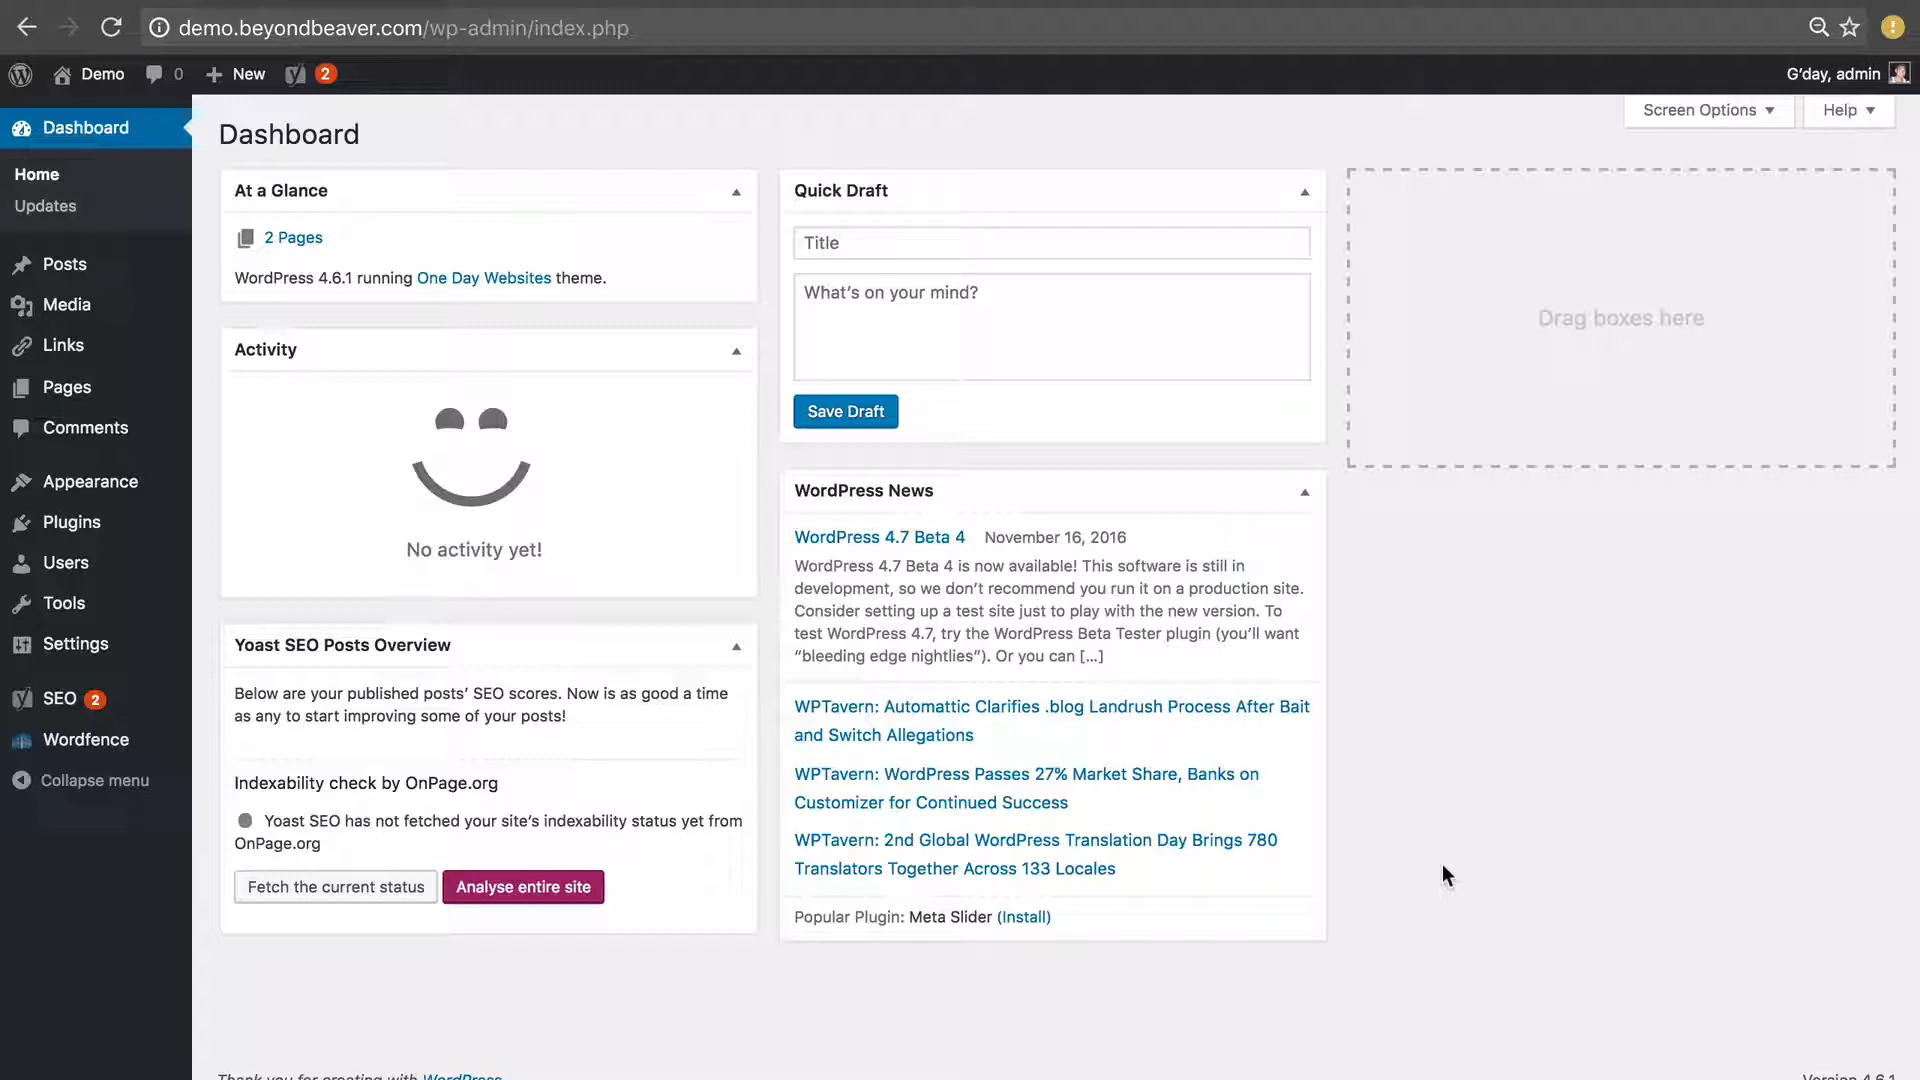 demo.beyondbeaver.com/wp-admin/index.php
Demo
0
New
2
G'day, admin
Screen Options
Help
Dashboard
Home
Updates
Posts
Media
Links
Pages
Comments
Appearance
Plugins
Users
Tools
Settings
SEO 2
Wordfence
Collapse menu
Dashboard
At a Glance
2 Pages
WordPress 4.6.1 running One Day Websites theme.
Activity
No activity yet!
Yoast SEO Posts Overview
Below are your published posts’ SEO scores. Now is as good a time
as any to start improving some of your posts!
Indexability check by OnPage.org
Yoast SEO has not fetched your site’s indexability status yet from
OnPage.org
Fetch the current status
Analyse entire site
Quick Draft
Title
What’s on your mind?
Save Draft
WordPress News
WordPress 4.7 Beta 4 November 16, 2016
WordPress 4.7 Beta 4 is now available! This software is still in
development, so we don’t recommend you run it on a production site.
Consider setting up a test site just to play with the new version. To
test WordPress 4.7, try the WordPress Beta Tester plugin (you’ll want
“bleeding edge nightlies”). Or you can […]
WPTavern: Automattic Clarifies .blog Landrush Process After Bait
and Switch Allegations
WPTavern: WordPress Passes 27% Market Share, Banks on
Customizer for Continued Success
WPTavern: 2nd Global WordPress Translation Day Brings 780
Translators Together Across 133 Locales
Popular Plugin: Meta Slider (Install)
Drag boxes here
Thank you for creating with WordPress
Version 4.6.1